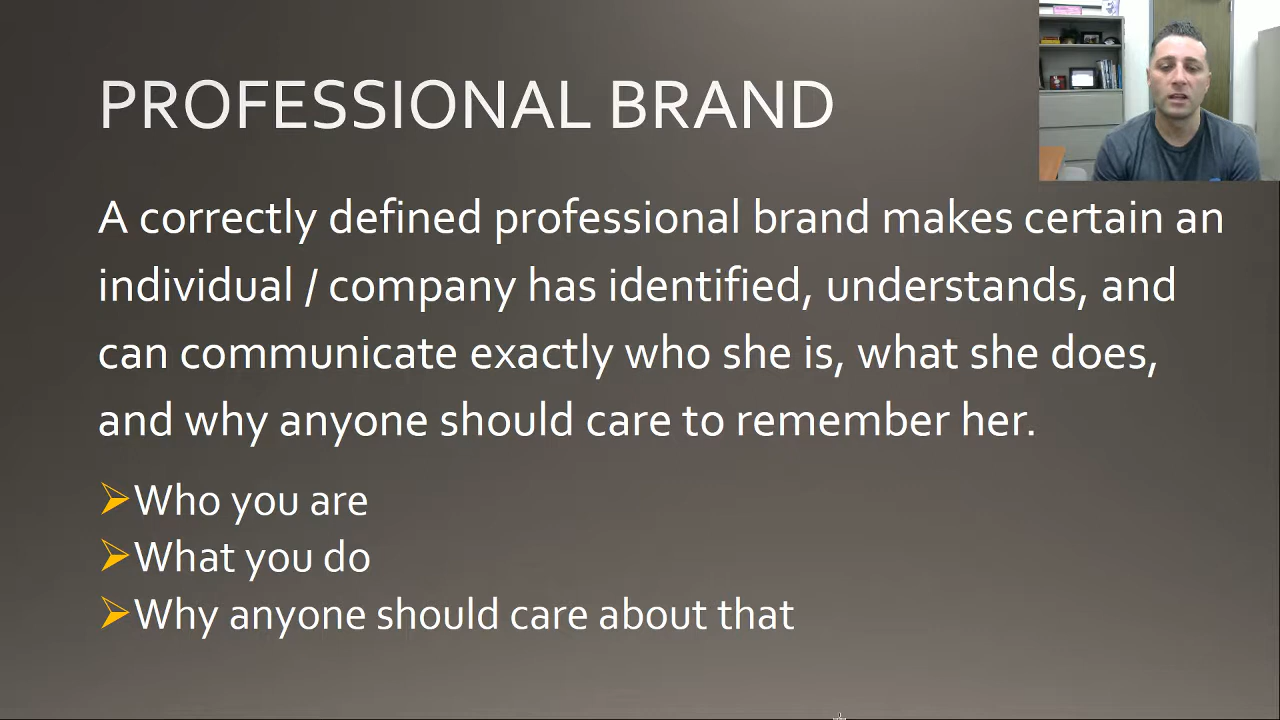 PROFESSIONAL BRAND
A correctly defined professional brand makes certain an
individual / company has identified, understands, and
can communicate exactly who she is, what she does,
and why anyone should care to remember her.
Who you are
What you do
Why anyone should care about that